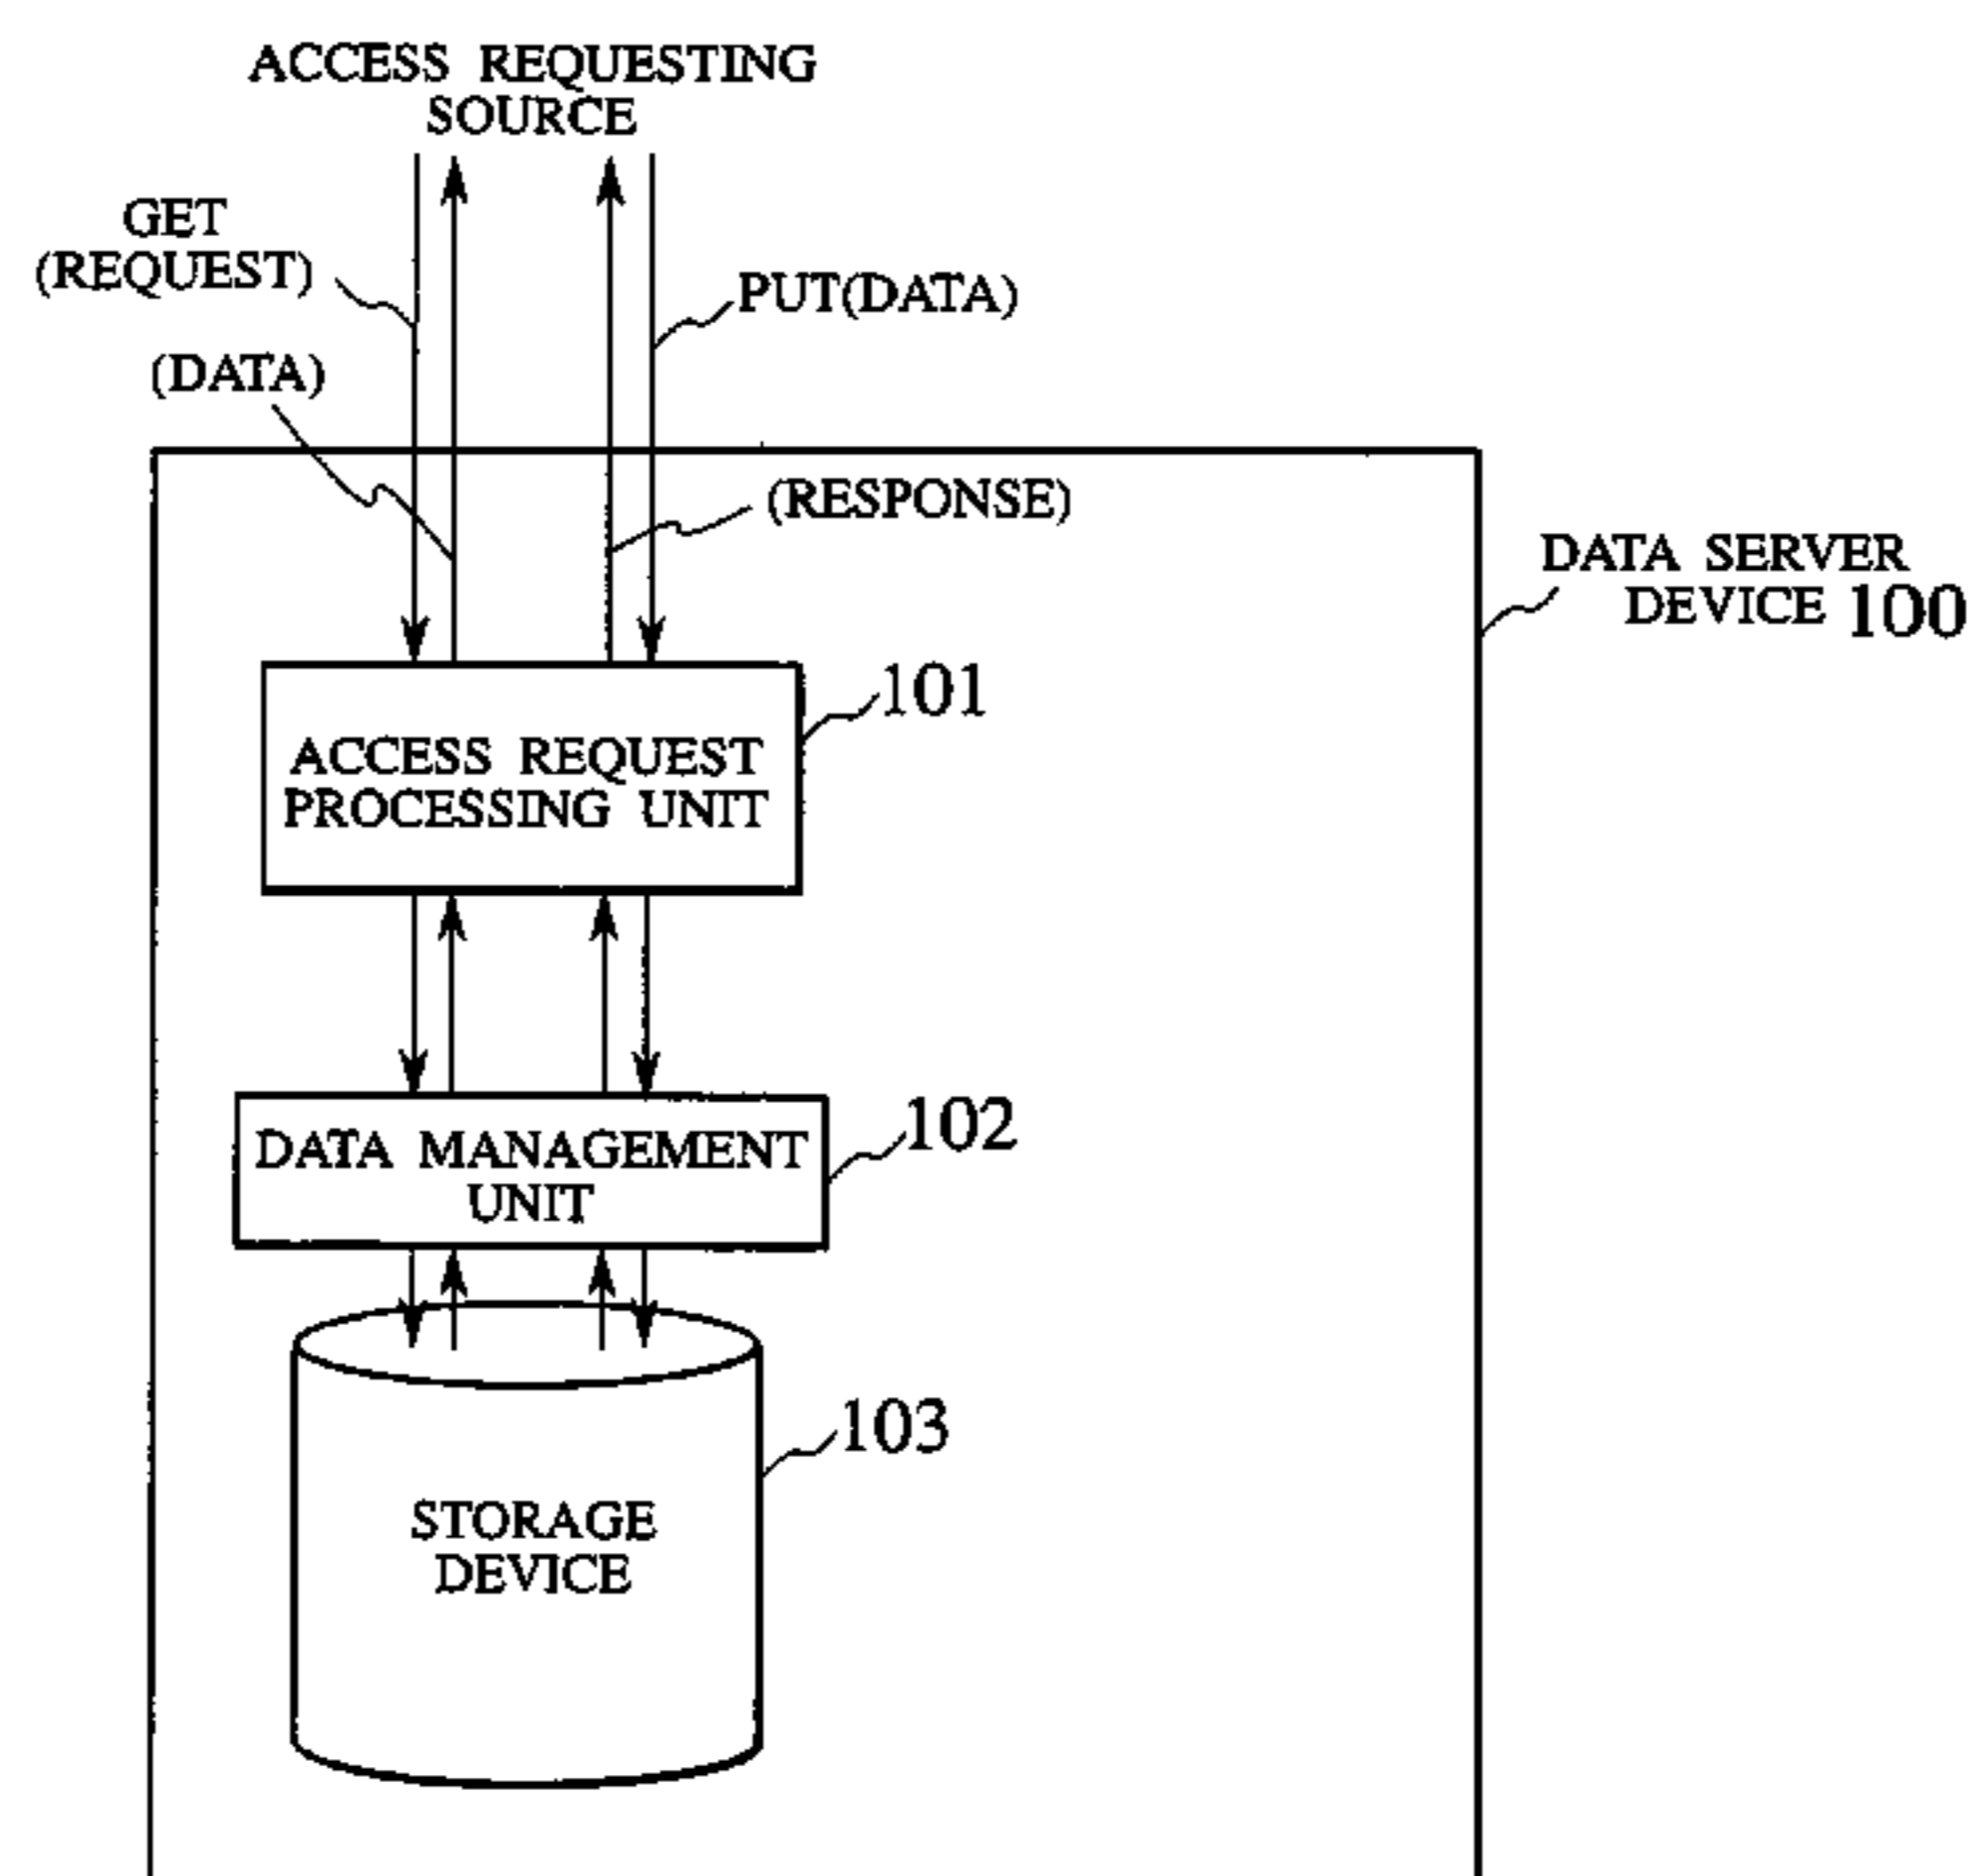 ACCESS REQUESTING
SOURCE
GET
(REQUEST)
PUT(DATA)
(DATA)
(RESPONSE)
DATA SERVER
DEVICE 100
101
ACCESS REQUEST
PROCESSING UNIT
102
DATA MANAGEMENT
UNIT
103
STORAGE
DEVICE